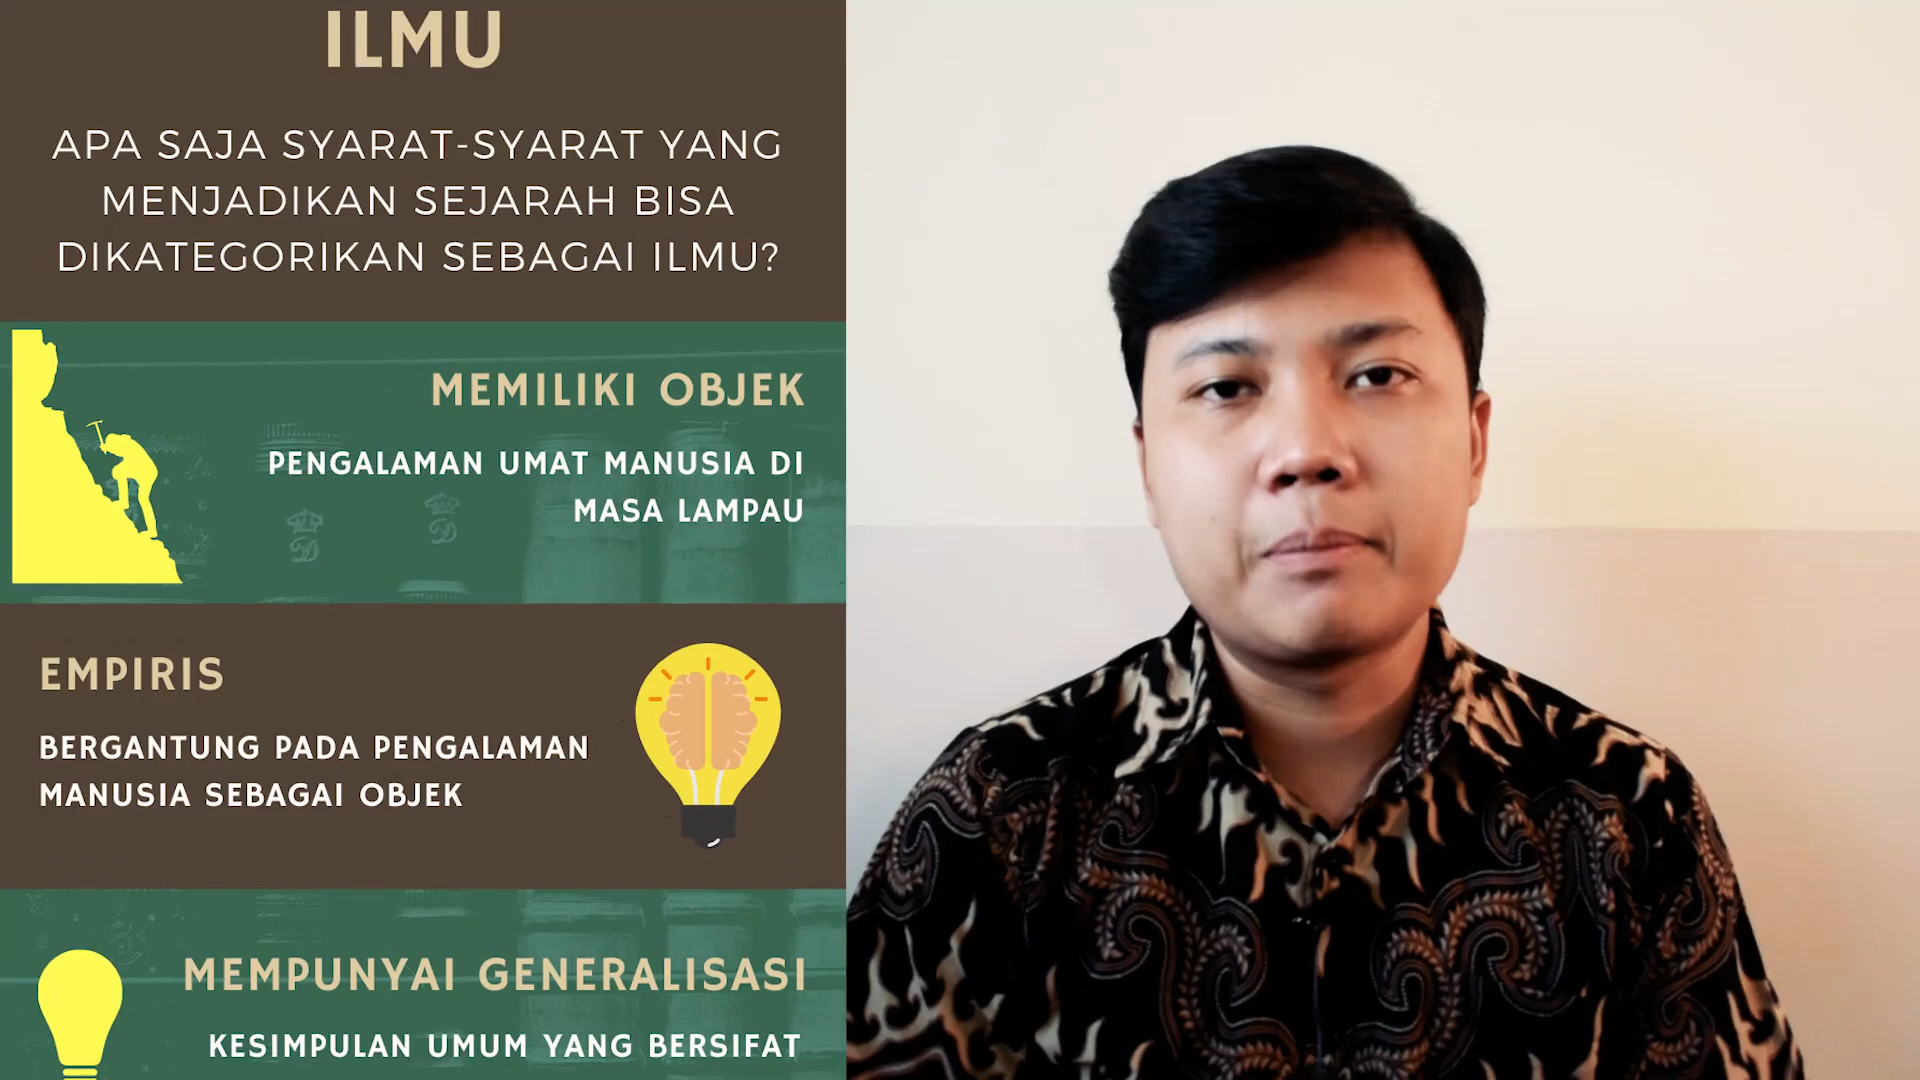 ILMU
APA SAJA SYARAT-SYARAT YANG
MENJADIKAN SEJARAH BISA
DIKATEGORIKAN SEBAGAI ILMU?
MEMILIKI OBJEK
PENGALAMAN UMAT MANUSIA DI
MASA LAMPAU
EMPIRIS
BERGANTUNG PADA PENGALAMAN
MANUSIA SEBAGAI OBJEK
MEMPUNYAI GENERALISASI
KESIMPULAN UMUM YANG BERSIFAT